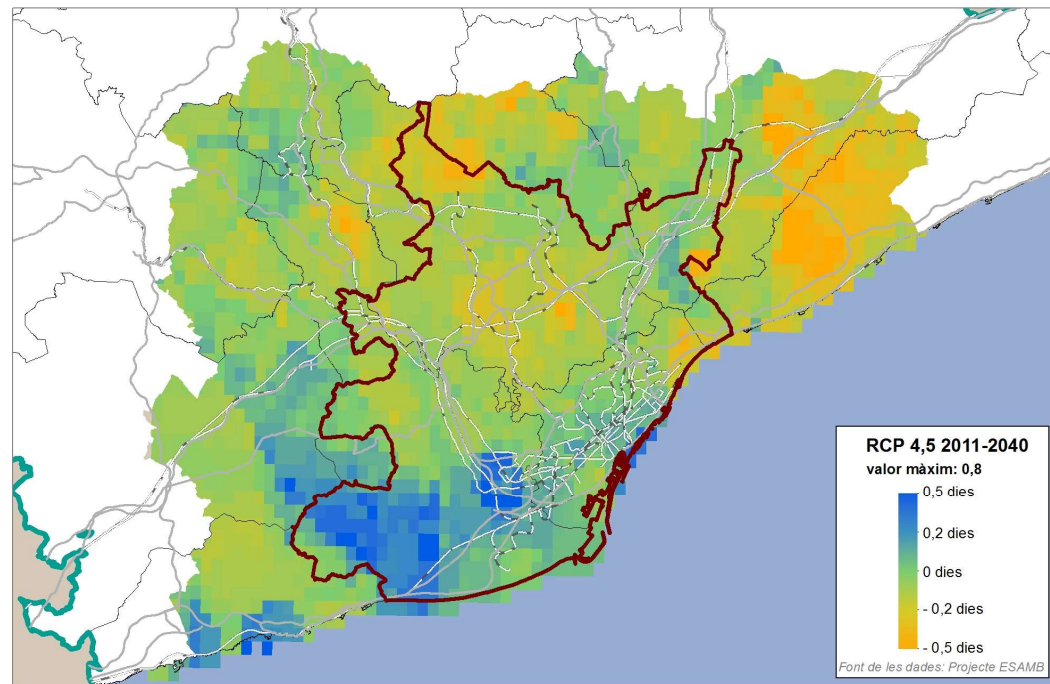 RCP 4,5 2011-2040
valor màxim: 0,8
0,5 dies
0,2 dies
0 dies
- 0,2 dies
- 0,5 dies
Font de les dades: Projecte ESAMB